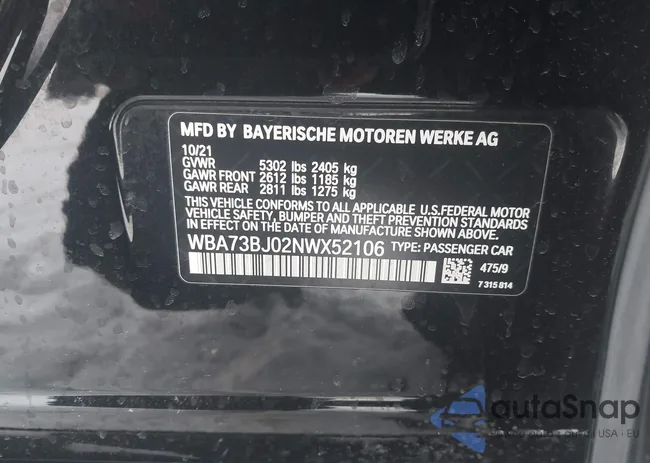 MFD BY BAYERISCHE MOTOREN WERKE AG
10/21
GVWR 5302 lbs 2405 kg
GAWR FRONT 2612 lbs 1185 kg
GAWR REAR 2811 lbs 1275 kg
THIS VEHICLE CONFORMS TO ALL APPLICABLE U.S.FEDERAL MOTOR
VEHICLE SAFETY, BUMPER AND THEFT PREVENTION STANDARDS
IN EFFECT ON THE DATE OF MANUFACTURE SHOWN ABOVE.
WBA73BJ02NWX52106 TYPE: PASSENGER CAR
475/9
7 315 814
autoSnap
USA • EU